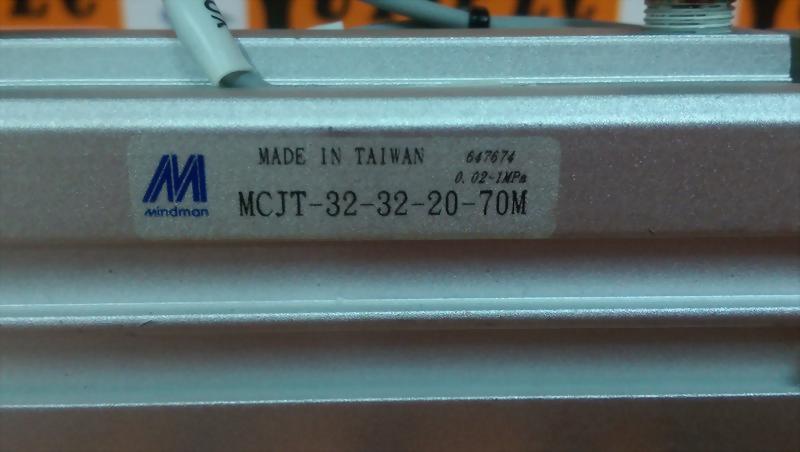 MADE IN TAIWAN 647674
0.02~1MPa
mindman
MCJT-32-32-20-70M